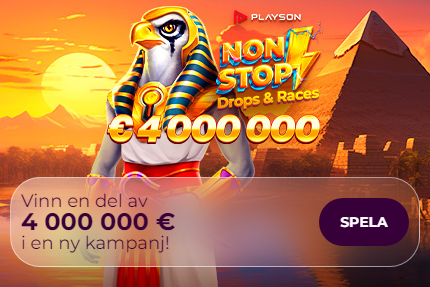 PLAYSON
NON
STOP
Drops & Races
€4 000 000
Vinn en del av
4 000 000 €
i en ny kampanj!
SPELA